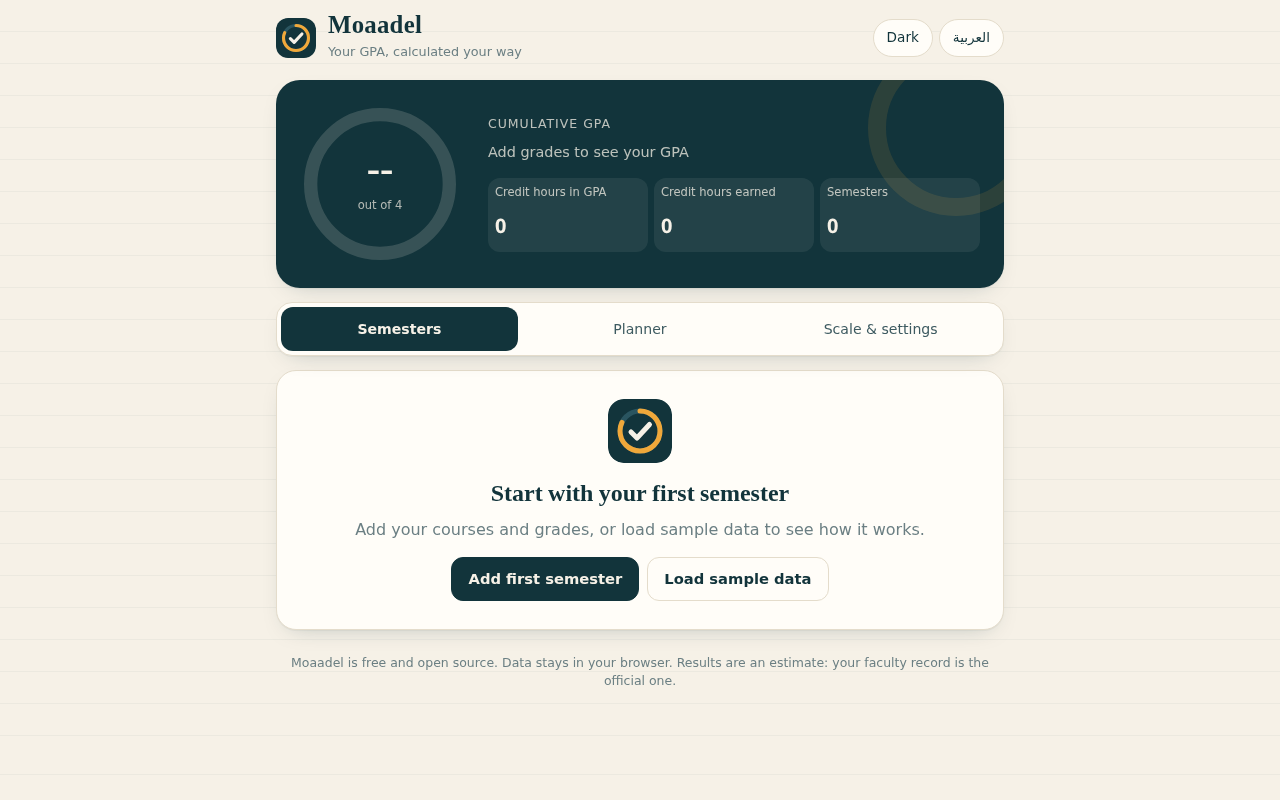 Moaadel
Your GPA, calculated your way
Dark
العربية
CUMULATIVE GPA
Add grades to see your GPA
--
out of 4
Credit hours in GPA
0
Credit hours earned
0
Semesters
0
Semesters
Planner
Scale & settings
Start with your first semester
Add your courses and grades, or load sample data to see how it works.
Add first semester
Load sample data
Moaadel is free and open source. Data stays in your browser. Results are an estimate: your faculty record is the
official one.